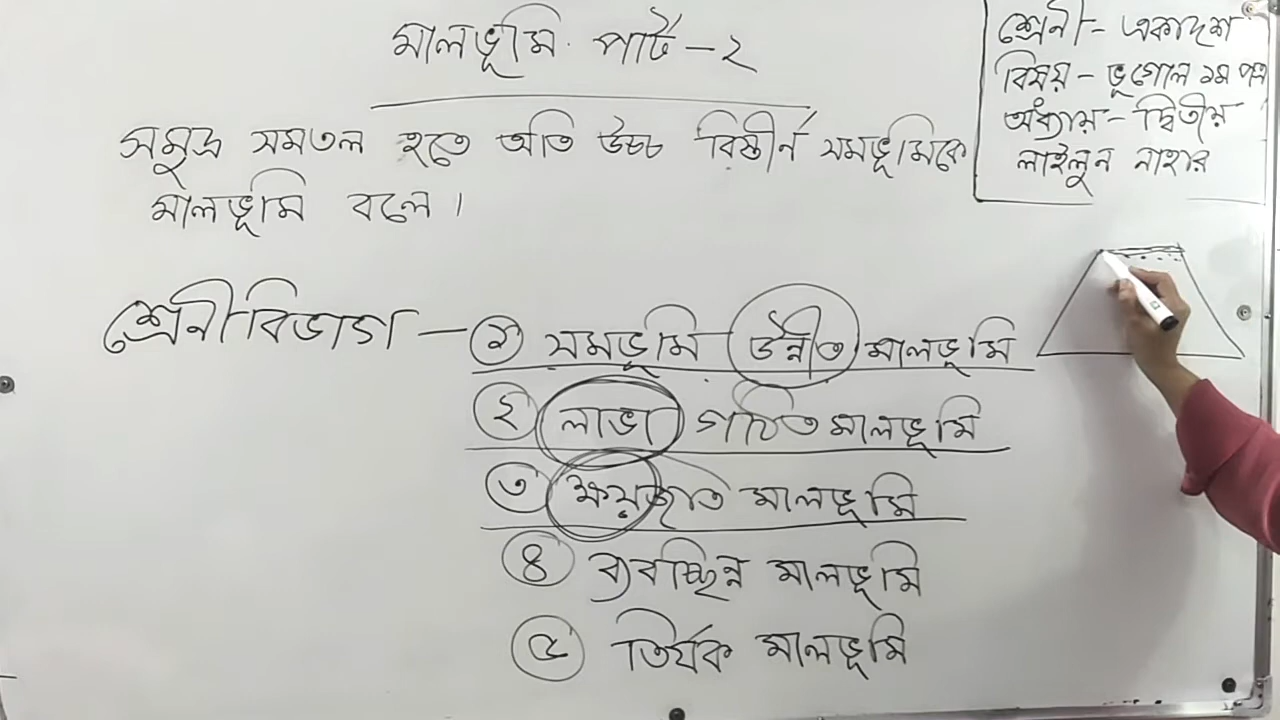 মালভূমি পার্ট - ২
শ্রেনী - একাদশ
বিষয় - ভূগোল ১ম পত্র
অধ্যায় - দ্বিতীয়
লাইলুন নাহার
সমুদ্র সমতল হতে অতি উচ্চ বিস্তীর্ন সমভূমিকে
মালভূমি বলে।
শ্রেনীবিভাগ - ১ সমভূমি উন্নীত মালভূমি
২ লাভা গঠিত মালভূমি
৩ ক্ষয়জাত মালভূমি
৪ ব্যবচ্ছিন্ন মালভূমি
৫ তির্যক মালভূমি